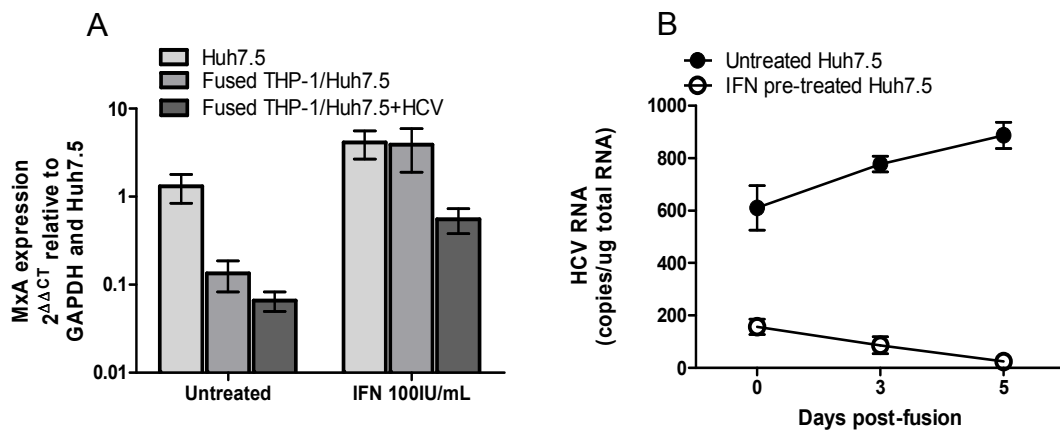 A
Huh7.5
Fused THP-1/Huh7.5
Fused THP-1/Huh7.5+HCV
MxA expression
2ΔΔCT relative to
GAPDH and Huh7.5
10
1
0.1
0.01
Untreated
IFN 100IU/mL
B
Untreated Huh7.5
IFN pre-treated Huh7.5
HCV RNA
(copies/ug total RNA)
1000
800
600
400
200
0
0
3
5
Days post-fusion